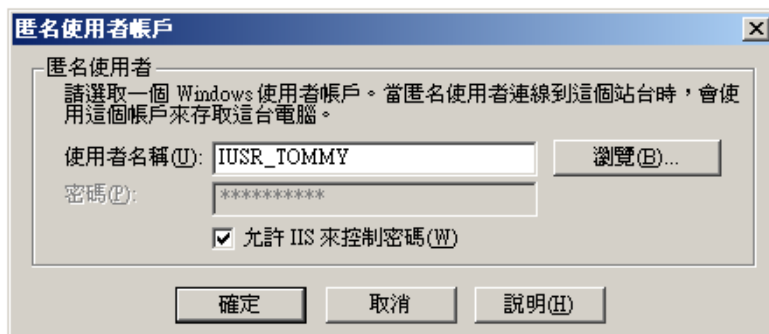 匿名使用者帳戶
匿名使用者
請選取一個 Windows 使用者帳戶。當匿名使用者連線到這個站台時，會使
用這個帳戶來存取這台電腦。
使用者名稱(U): IUSR_TOMMY 瀏覽(B)...
密碼(P): **********
允許 IIS 來控制密碼(W)
確定 取消 說明(H)